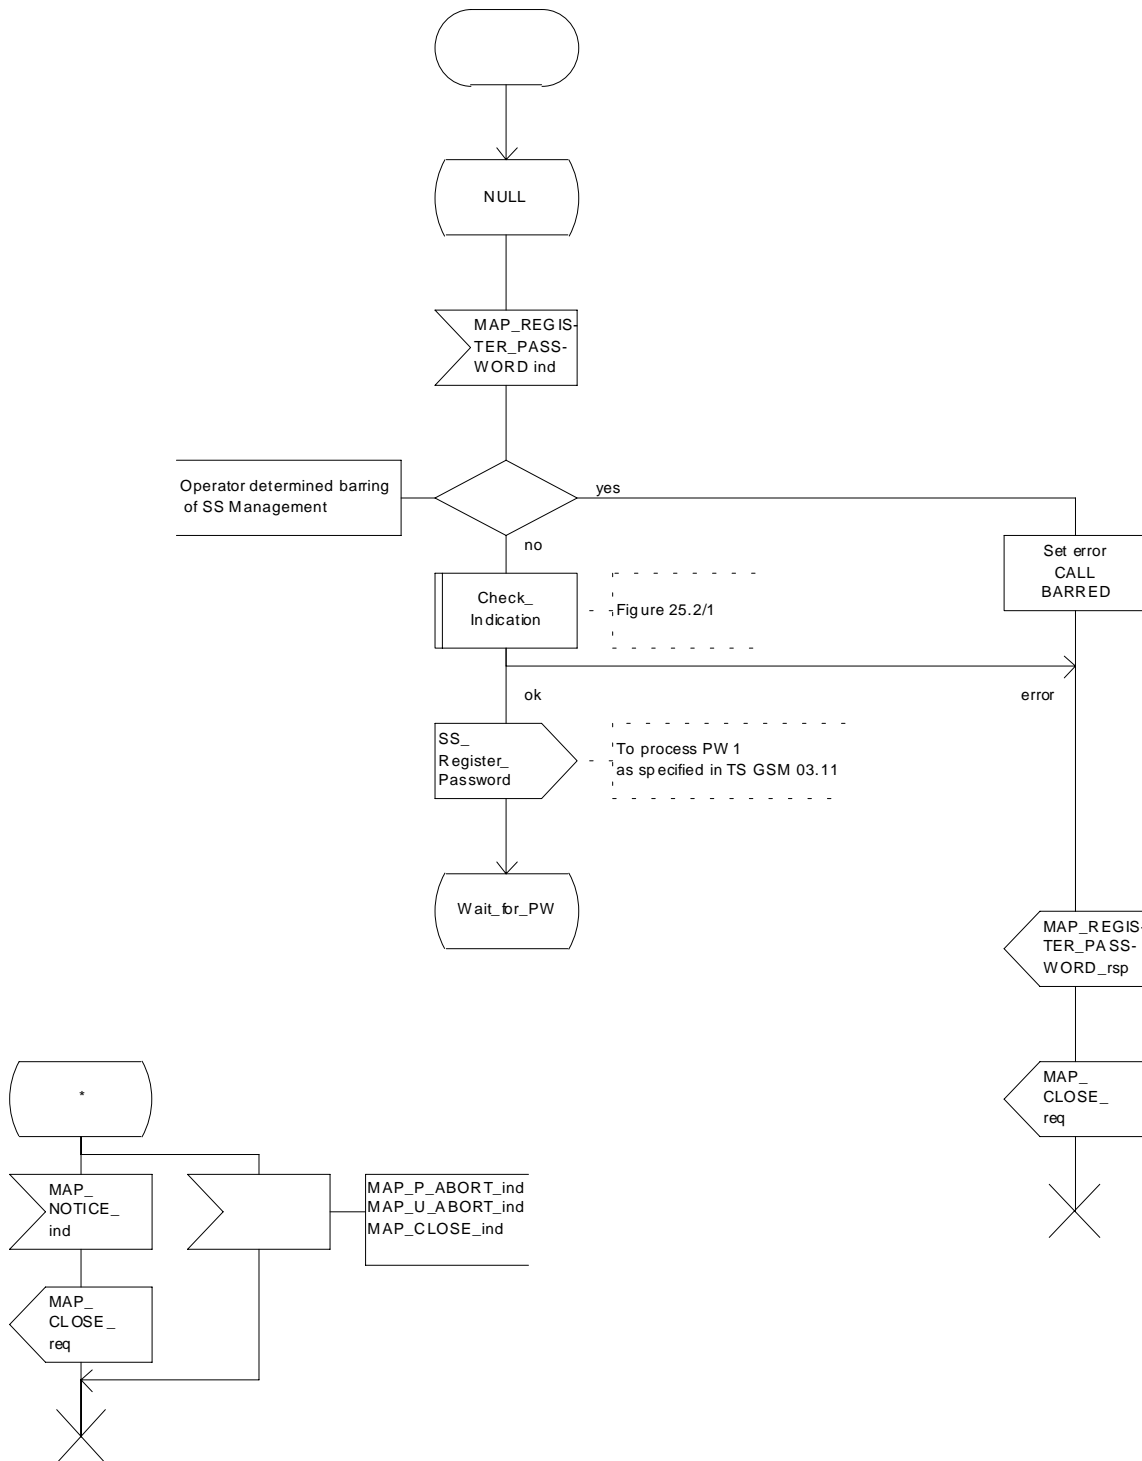 NULL
MAP_REGIS-
TER_PASS-
WORD ind
Operator determined barring
of SS Management
yes
no
Set error
CALL
BARRED
Check_
Indication
Figure 25.2/1
ok
error
SS_
Register_
Password
To process PW 1
as specified in TS GSM 03.11
Wait_for_PW
MAP_REGIS-
TER_PASS-
WORD_rsp
MAP_
CLOSE_
req
*
MAP_
NOTICE_
ind
MAP_P_ABORT_ind
MAP_U_ABORT_ind
MAP_CLOSE_ind
MAP_
CLOSE_
req